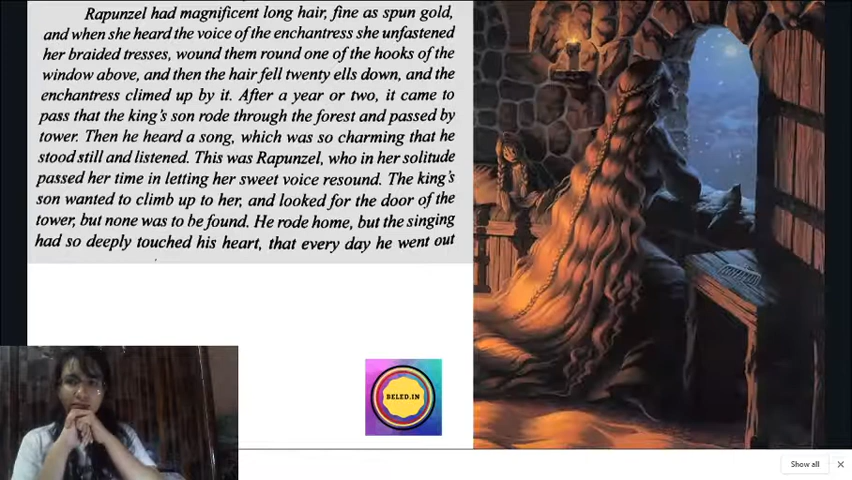 Rapunzel had magnificent long hair, fine as spun gold,
and when she heard the voice of the enchantress she unfastened
her braided tresses, wound them round one of the hooks of the
window above, and then the hair fell twenty ells down, and the
enchantress climed up by it. After a year or two, it came to
pass that the king's son rode through the forest and passed by
tower. Then he heard a song, which was so charming that he
stood still and listened. This was Rapunzel, who in her solitude
passed her time in letting her sweet voice resound. The king's
son wanted to climb up to her, and looked for the door of the
tower, but none was to be found. He rode home, but the singing
had so deeply touched his heart, that every day he went out
BELED.IN
Show all